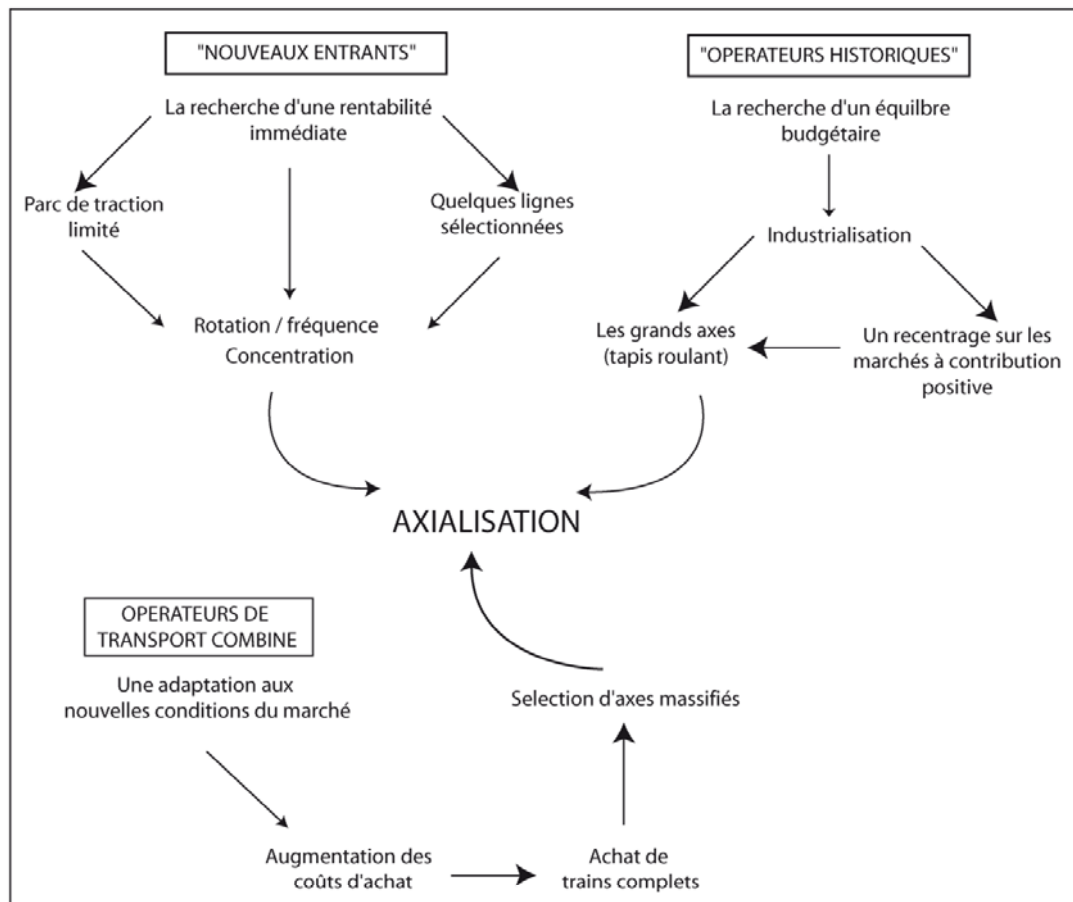 "NOUVEAUX ENTRANTS"
La recherche d'une rentabilité
immédiate
Parc de traction
limité
Quelques lignes
sélectionnées
Rotation / fréquence
Concentration
"OPERATEURS HISTORIQUES"
La recherche d'un équilbre
budgétaire
Industrialisation
Les grands axes
(tapis roulant)
Un recentrage sur les
marchés à contribution
positive
AXIALISATION
OPERATEURS DE
TRANSPORT COMBINE
Une adaptation aux
nouvelles conditions du marché
Augmentation des
coûts d'achat
Achat de
trains complets
Selection d'axes massifiés